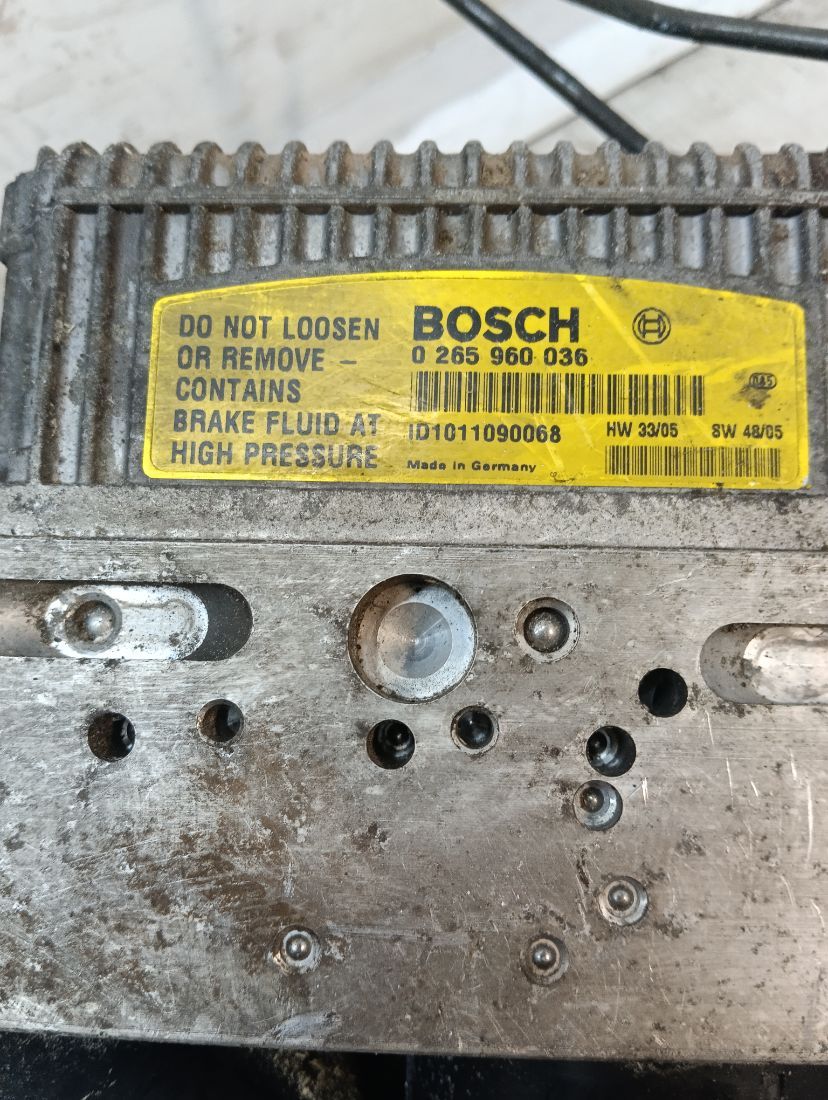 DO NOT LOOSEN
OR REMOVE –
CONTAINS
BRAKE FLUID AT
HIGH PRESSURE
BOSCH
0 265 960 036
ID1011090068
HW 33/05 SW 48/05
Made in Germany